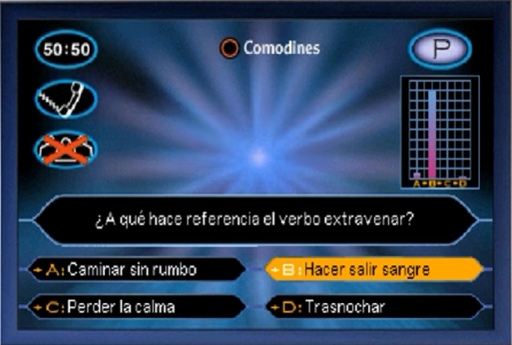 50:50
Comodines
P
A • B • C • D
¿A qué hace referencia el verbo extravenar?
A: Caminar sin rumbo
B: Hacer salir sangre
C: Perder la calma
D: Trasnochar